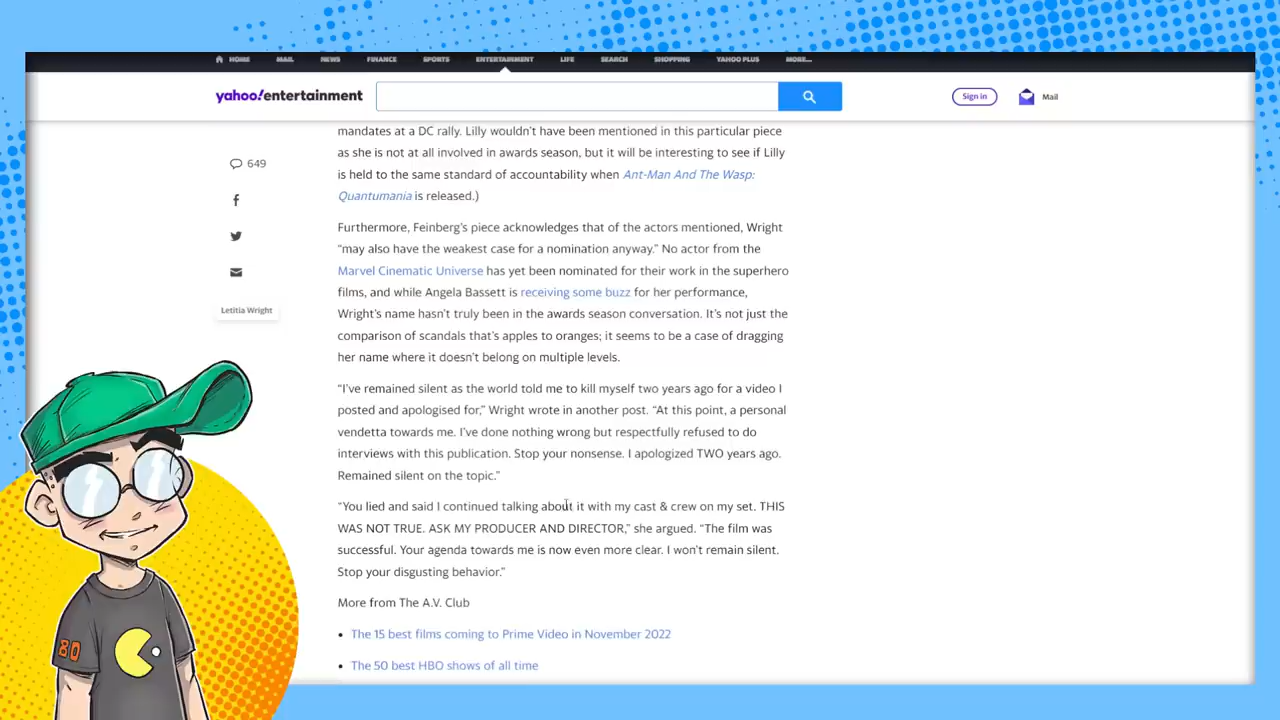 HOME MAIL NEWS FINANCE SPORTS ENTERTAINMENT LIFE SEARCH SHOPPING YAHOO PLUS MORE...
yahoo!entertainment
Sign in
Mail
649
Letitia Wright
mandates at a DC rally. Lilly wouldn’t have been mentioned in this particular piece
as she is not at all involved in awards season, but it will be interesting to see if Lilly
is held to the same standard of accountability when Ant-Man And The Wasp:
Quantumania is released.)
Furthermore, Feinberg’s piece acknowledges that of the actors mentioned, Wright
“may also have the weakest case for a nomination anyway.” No actor from the
Marvel Cinematic Universe has yet been nominated for their work in the superhero
films, and while Angela Bassett is receiving some buzz for her performance,
Wright’s name hasn’t truly been in the awards season conversation. It’s not just the
comparison of scandals that’s apples to oranges; it seems to be a case of dragging
her name where it doesn’t belong on multiple levels.
“I’ve remained silent as the world told me to kill myself two years ago for a video I
posted and apologised for,” Wright wrote in another post. “At this point, a personal
vendetta towards me. I’ve done nothing wrong but respectfully refused to do
interviews with this publication. Stop your nonsense. I apologized TWO years ago.
Remained silent on the topic.”
“You lied and said I continued talking about it with my cast & crew on my set. THIS
WAS NOT TRUE. ASK MY PRODUCER AND DIRECTOR,” she argued. “The film was
successful. Your agenda towards me is now even more clear. I won’t remain silent.
Stop your disgusting behavior.”
More from The A.V. Club
• The 15 best films coming to Prime Video in November 2022
• The 50 best HBO shows of all time
80